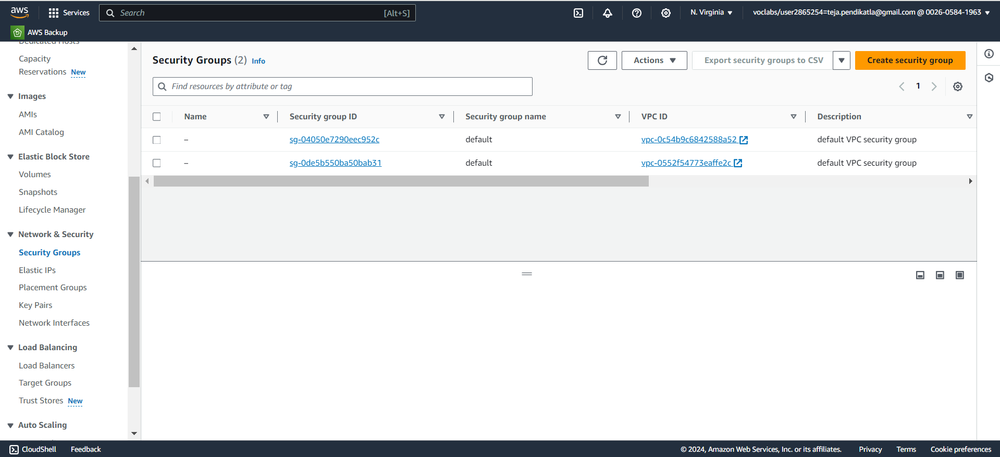 aws Services Search [Alt+S] N. Virginia voclabs/user2865254=teja.pendikatla@gmail.com @ 0026-0584-1963
AWS Backup
Dedicated Hosts
Capacity
Reservations New
Images
AMIs
AMI Catalog
Elastic Block Store
Volumes
Snapshots
Lifecycle Manager
Network & Security
Security Groups
Elastic IPs
Placement Groups
Key Pairs
Network Interfaces
Load Balancing
Load Balancers
Target Groups
Trust Stores New
Auto Scaling
Security Groups (2) Info Actions Export security groups to CSV Create security group
Find resources by attribute or tag 1
Name Security group ID Security group name VPC ID Description
– sg-04050e7290eec952c default vpc-0c54b9c6842588a52 default VPC security group
– sg-0de5b550ba50bab31 default vpc-0552f54773eaffe2c default VPC security group
CloudShell Feedback © 2024, Amazon Web Services, Inc. or its affiliates. Privacy Terms Cookie preferences